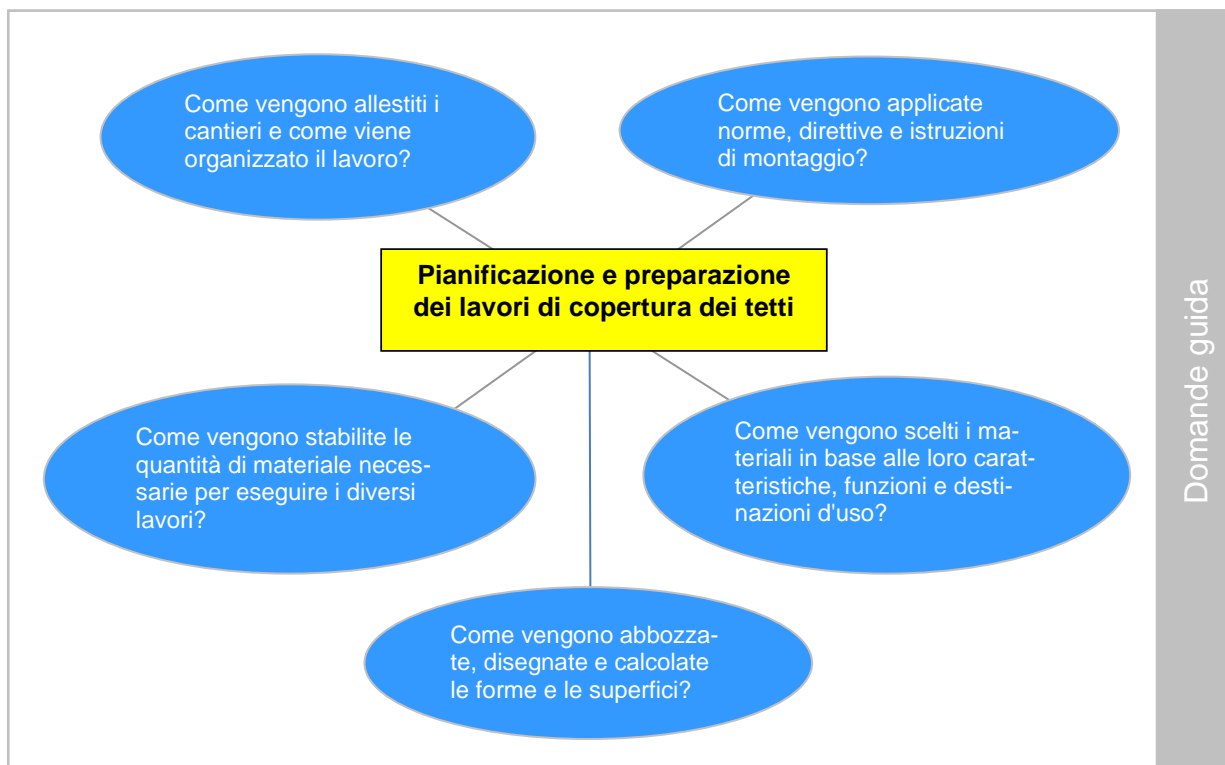 Come vengono allestiti i
cantieri e come viene
organizzato il lavoro?
Come vengono applicate
norme, direttive e istruzioni
di montaggio?
Pianificazione e preparazione
dei lavori di copertura dei tetti
Come vengono stabilite le
quantità di materiale neces-
sarie per eseguire i diversi
lavori?
Come vengono scelti i ma-
teriali in base alle loro carat-
teristiche, funzioni e desti-
nazioni d'uso?
Come vengono abbozza-
te, disegnate e calcolate
le forme e le superfici?
Domande guida